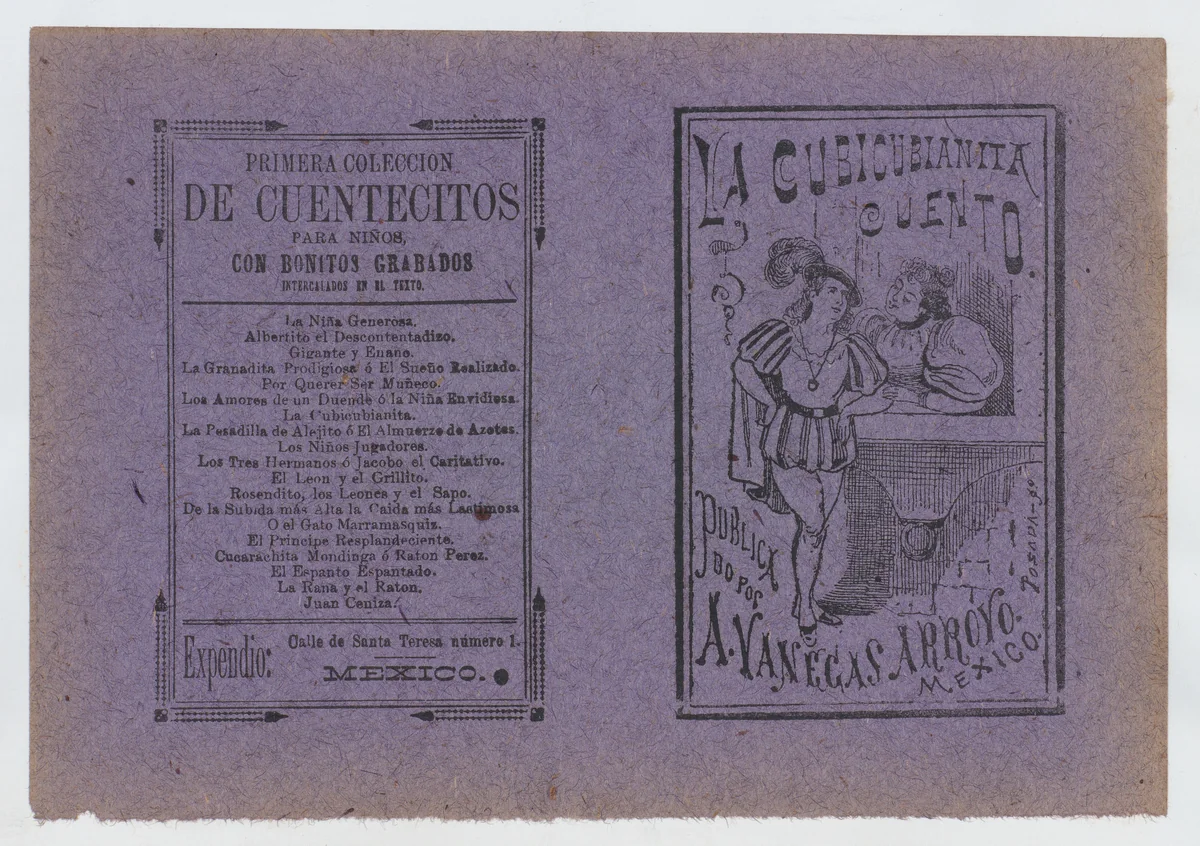 PRIMERA COLECCION
DE CUENTECITOS
PARA NIÑOS,
CON BONITOS GRABADOS
INTERCALADOS EN EL TEXTO.
La Niña Generosa.
Albertito el Descontentadizo.
Gigante y Enano.
La Granadita Prodigiosa ó El Sueño Realizado.
Por Querer Ser Muñeco.
Los Amores de un Duende ó la Niña Envidiosa.
La Cubicubianita.
La Pesadilla de Alejito ó El Almuerzo de Azotes.
Los Niños Jugadores.
Los Tres Hermanos ó Jacobo el Caritativo.
El Leon y el Grillito.
Rosendito, los Leones y el Sapo.
De la Subida más Alta la Caida más Lastimosa
O el Gato Marramasquiz.
El Principe Resplandeciente.
Cucarachita Mondinga ó Raton Perez.
El Espanto Espantado.
La Rana y el Raton.
Juan Ceniza.
Expendio:
Calle de Santa Teresa número 1.
MEXICO.
LA CUBICUBIANITA
CUENTO.
PUBLICA
DO POR
A. VANEGAS ARROYO.
MEXICO.
POSADA